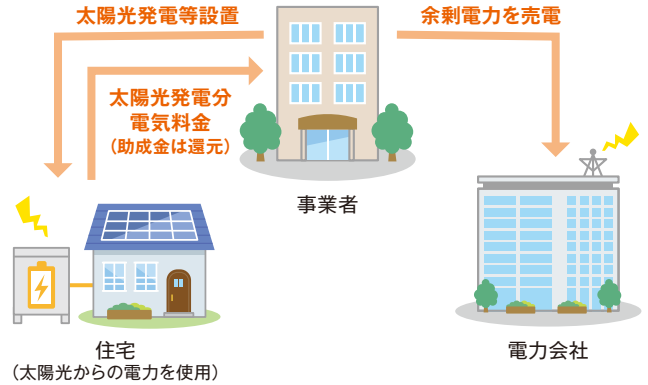 太陽光発電等設置
余剰電力を売電
太陽光発電分
電気料金
（助成金は還元）
事業者
住宅
（太陽光からの電力を使用）
電力会社